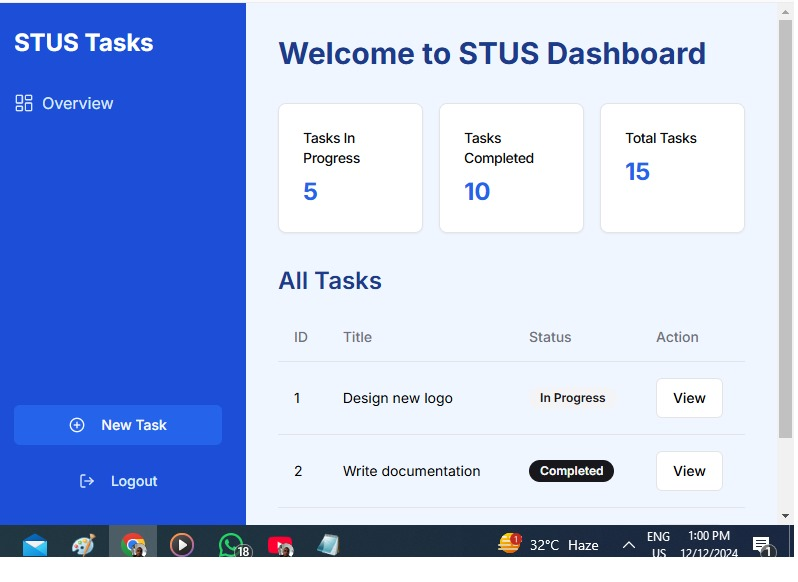 STUS Tasks
Overview
New Task
Logout
Welcome to STUS Dashboard
Tasks In
Progress
5
Tasks
Completed
10
Total Tasks
15
All Tasks
ID Title Status Action
1 Design new logo In Progress View
2 Write documentation Completed View
18
1
32°C Haze
ENG
US
1:00 PM
12/12/2024
1